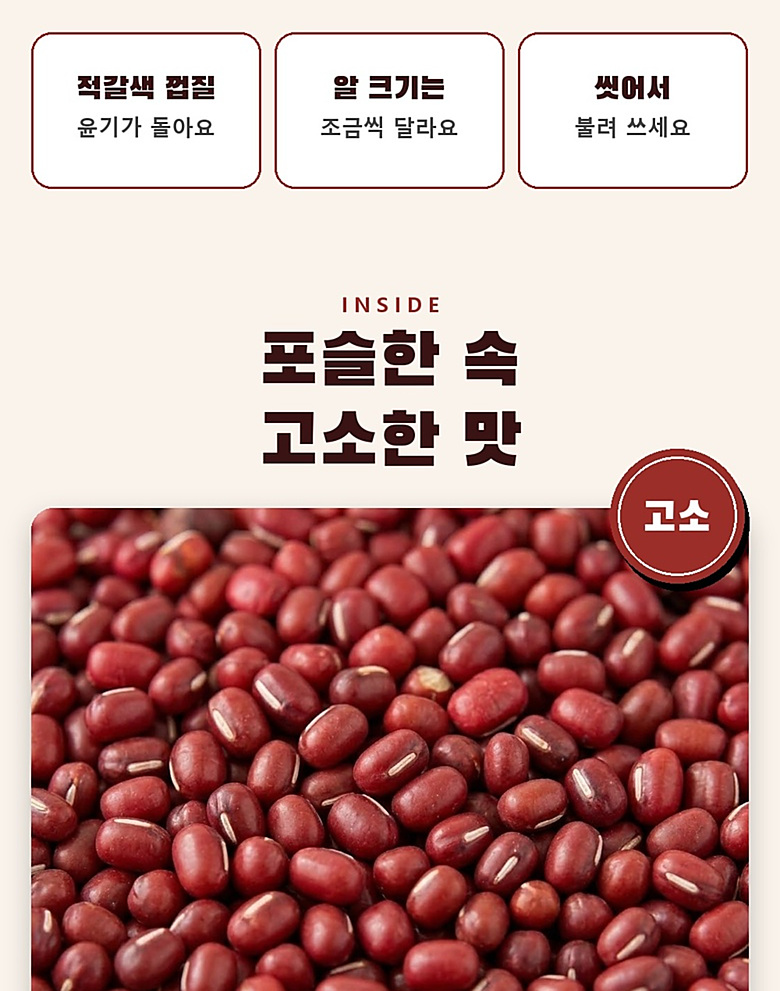 적갈색 껍질
윤기가 돌아요
알 크기는
조금씩 달라요
씻어서
불려 쓰세요
INSIDE
포슬한 속
고소한 맛
고소